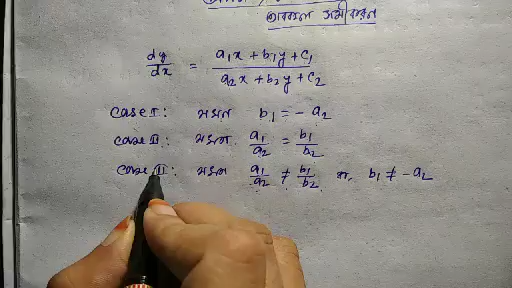 অবকল সমীকরণ
dy/dx = a₁x + b₁y + c₁ / a₂x + b₂y + c₂
case I : যখন b₁ = - a₂
case II : যখন a₁/a₂ = b₁/b₂
case III : যখন a₁/a₂ ≠ b₁/b₂ বা, b₁ ≠ - a₂